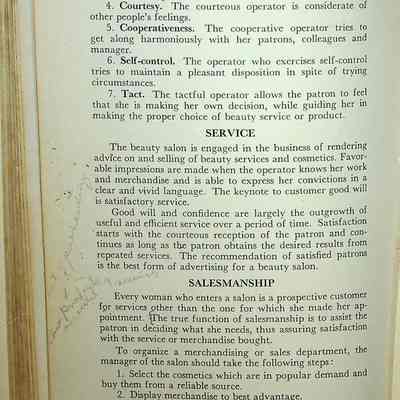 4. Courtesy. The courteous operator is considerate of
other people's feelings.
5. Cooperativeness. The cooperative operator tries to
get along harmoniously with her patrons, colleagues and
manager.
6. Self-control. The operator who exercises self-control
tries to maintain a pleasant disposition in spite of trying
circumstances.
7. Tact. The tactful operator allows the patron to feel
that she is making her own decision, while guiding her in
making the proper choice of beauty service or product.
SERVICE
The beauty salon is engaged in the business of rendering
advice on and selling of beauty services and cosmetics. Favor-
able impressions are made when the operator knows her work
and merchandise and is able to express her convictions in a
clear and vivid language. The keynote to customer good will
is satisfactory service.
Good will and confidence are largely the outgrowth of
useful and efficient service over a period of time. Satisfaction
starts with the courteous reception of the patron and con-
tinues as long as the patron obtains the desired results from
repeated services. The recommendation of satisfied patrons
is the best form of advertising for a beauty salon.
SALESMANSHIP
Every woman who enters a salon is a prospective customer
for services other than the one for which she made her ap-
pointment. The true function of salesmanship is to assist the
patron in deciding what she needs, thus assuring satisfaction
with the service or merchandise bought.
To organize a merchandising or sales department, the
manager of the salon should take the following steps:
1. Select the cosmetics which are in popular demand and
buy them from a reliable source.
2. Display merchandise to best advantage.